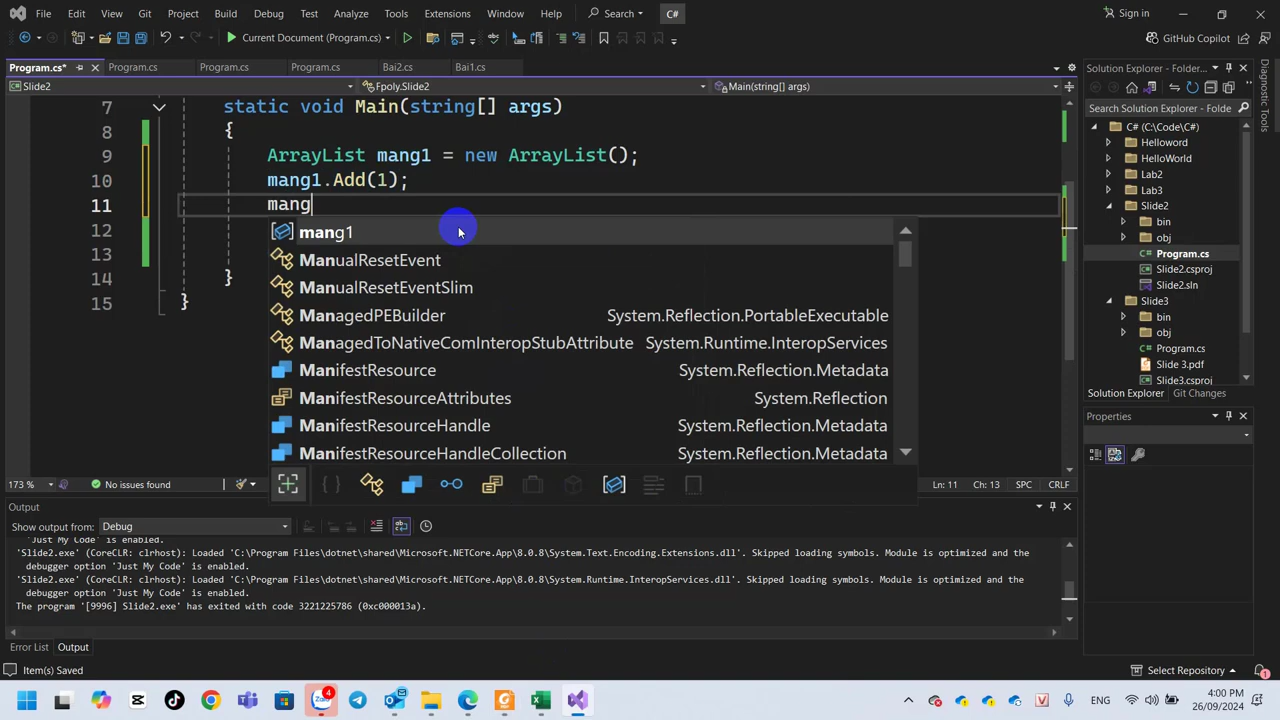 File Edit View Git Project Build Debug Test Analyze Tools Extensions Window Help Search C# Sign in
Current Document (Program.cs) GitHub Copilot
Program.cs* Program.cs Program.cs Program.cs Bai2.cs Bai1.cs
Slide2 Fpoly.Slide2 Main(string[] args)
7 static void Main(string[] args)
8 {
9 ArrayList mang1 = new ArrayList();
10 mang1.Add(1);
11 mang
12
13
14 }
15 }
mang1
ManualResetEvent
ManualResetEventSlim
ManagedPEBuilder System.Reflection.PortableExecutable
ManagedToNativeComInteropStubAttribute System.Runtime.InteropServices
ManifestResource System.Reflection.Metadata
ManifestResourceAttributes System.Reflection
ManifestResourceHandle System.Reflection.Metadata
ManifestResourceHandleCollection System.Reflection.Metadata
173 % No issues found Ln: 11 Ch: 13 SPC CRLF
Output
Show output from: Debug
'Just My Code' is enabled.
'Slide2.exe' (CoreCLR: clrhost): Loaded 'C:\Program Files\dotnet\shared\Microsoft.NETCore.App\8.0.8\System.Text.Encoding.Extensions.dll'. Skipped loading symbols. Module is optimized and the
debugger option 'Just My Code' is enabled.
'Slide2.exe' (CoreCLR: clrhost): Loaded 'C:\Program Files\dotnet\shared\Microsoft.NETCore.App\8.0.8\System.Runtime.InteropServices.dll'. Skipped loading symbols. Module is optimized and the
debugger option 'Just My Code' is enabled.
The program '[9996] Slide2.exe' has exited with code 3221225786 (0xc000013a).
Error List Output
Solution Explorer - Folder...
Search Solution Explorer - Folde
C# (C:\Code\C#)
Helloword
HelloWorld
Lab2
Lab3
Slide2
bin
obj
Program.cs
Slide2.csproj
Slide2.sln
Slide3
bin
obj
Program.cs
Slide 3.pdf
Slide3.csproj
Solution Explorer Git Changes
Properties
Diagnostic Tools
Item(s) Saved Select Repository 1
4 ENG 4:00 PM
26/09/2024